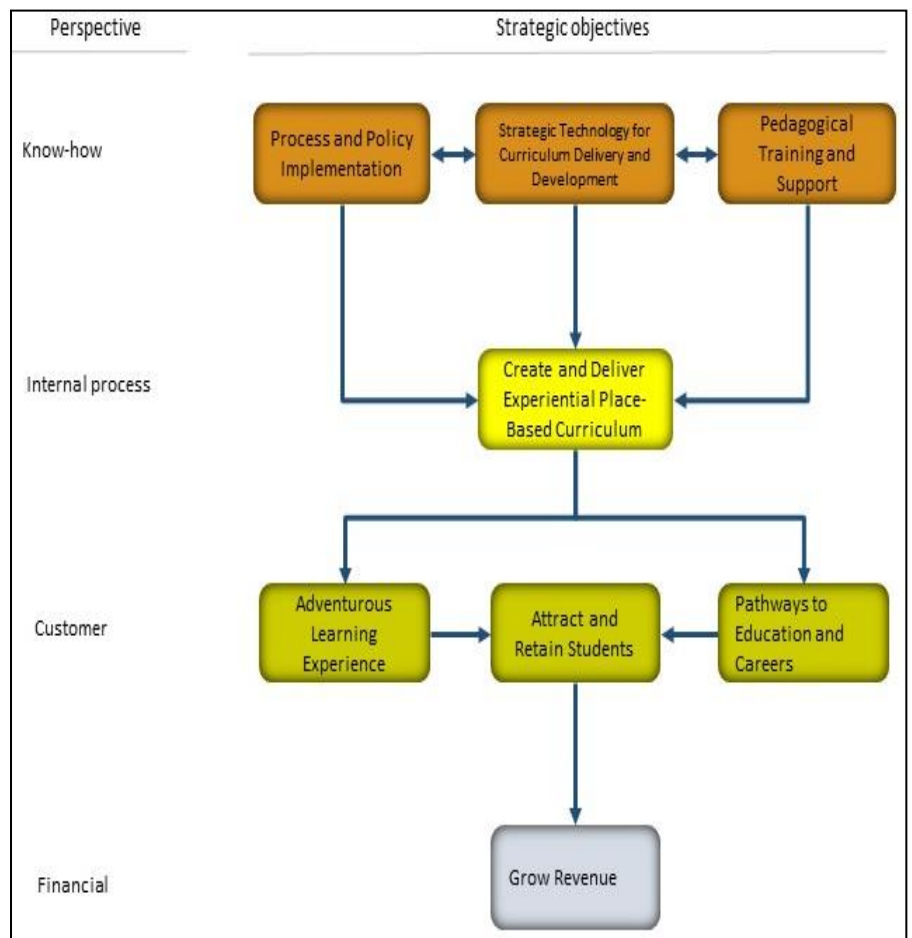 Perspective
Strategic objectives
Know-how
Process and Policy
Implementation
Strategic Technology for
Curriculum Delivery and
Development
Pedagogical
Training and
Support
Internal process
Create and Deliver
Experiential Place-
Based Curriculum
Customer
Adventurous
Learning
Experience
Attract and
Retain Students
Pathways to
Education and
Careers
Financial
Grow Revenue